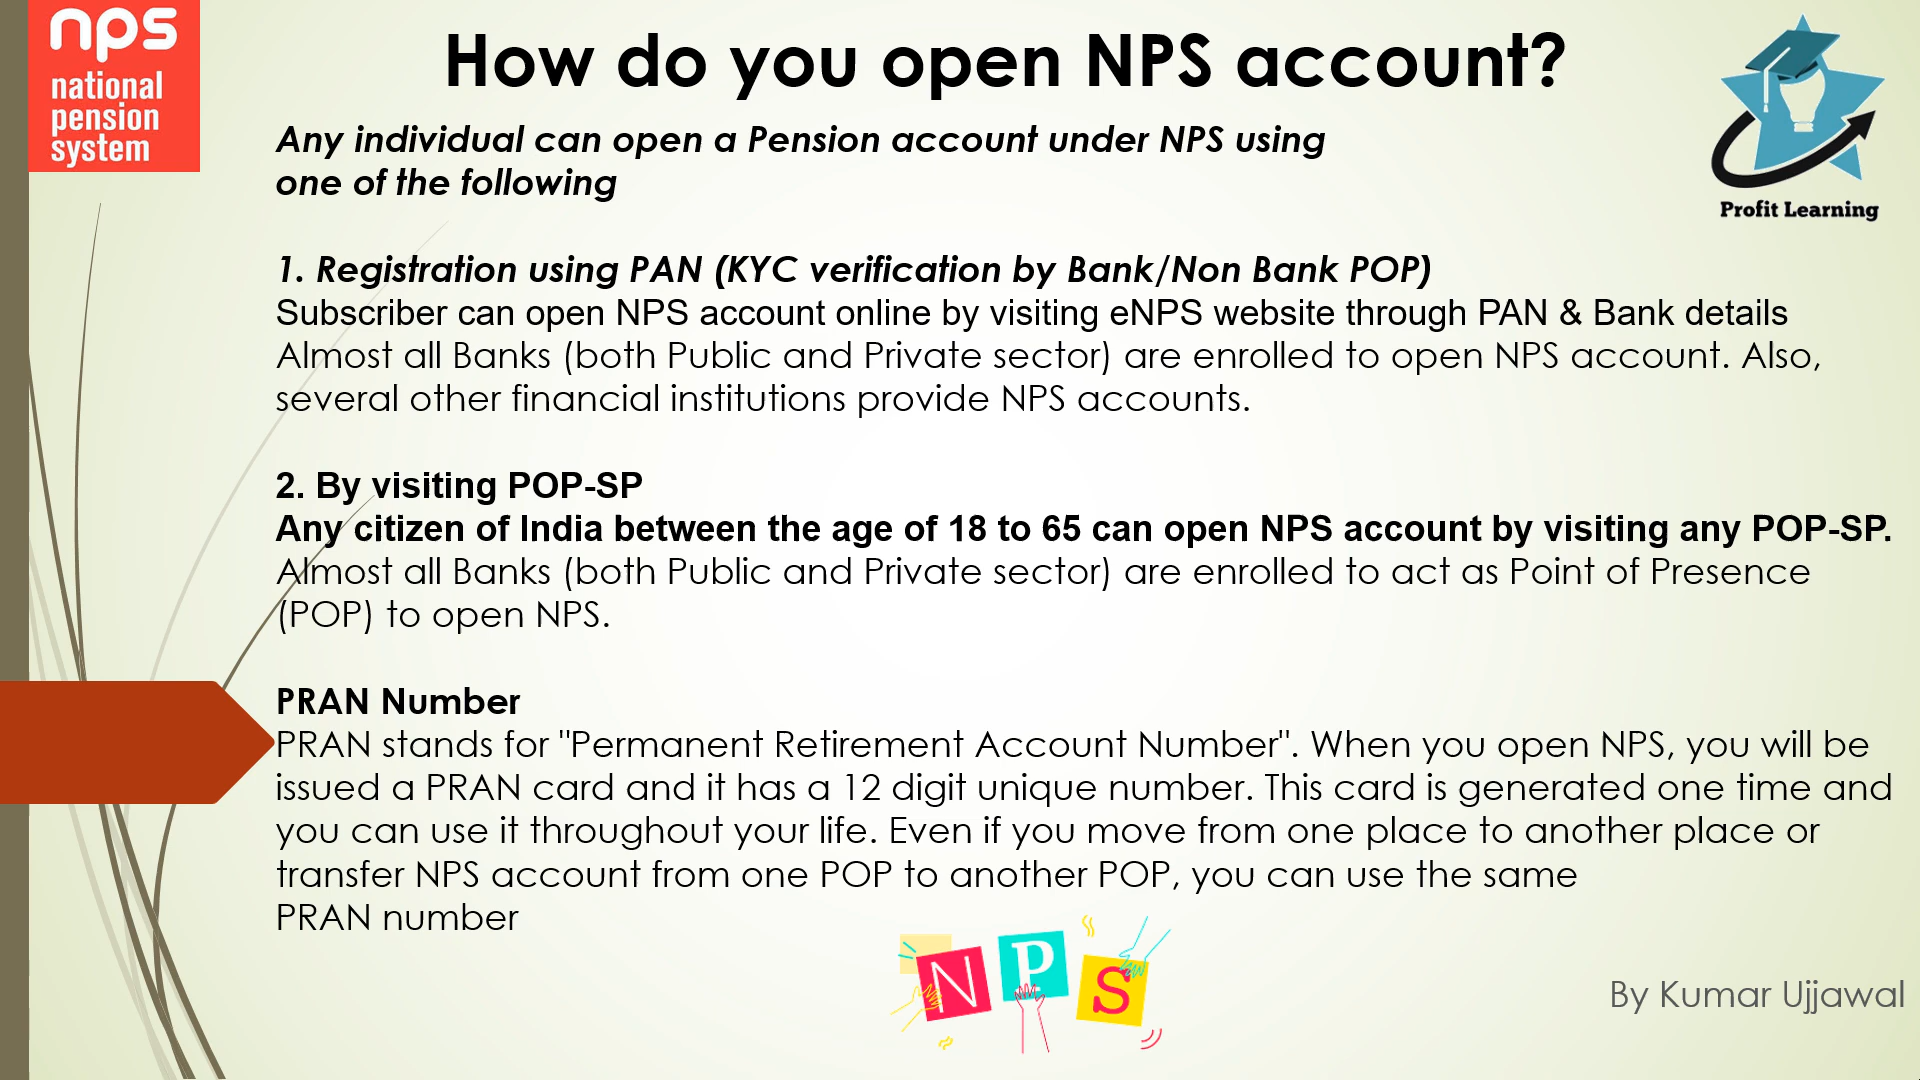 nps
national
pension
system
How do you open NPS account?
Profit Learning
Any individual can open a Pension account under NPS using
one of the following
1. Registration using PAN (KYC verification by Bank/Non Bank POP)
Subscriber can open NPS account online by visiting eNPS website through PAN & Bank details
Almost all Banks (both Public and Private sector) are enrolled to open NPS account. Also,
several other financial institutions provide NPS accounts.
2. By visiting POP-SP
Any citizen of India between the age of 18 to 65 can open NPS account by visiting any POP-SP.
Almost all Banks (both Public and Private sector) are enrolled to act as Point of Presence
(POP) to open NPS.
PRAN Number
PRAN stands for "Permanent Retirement Account Number". When you open NPS, you will be
issued a PRAN card and it has a 12 digit unique number. This card is generated one time and
you can use it throughout your life. Even if you move from one place to another place or
transfer NPS account from one POP to another POP, you can use the same
PRAN number
NPS
By Kumar Ujjawal